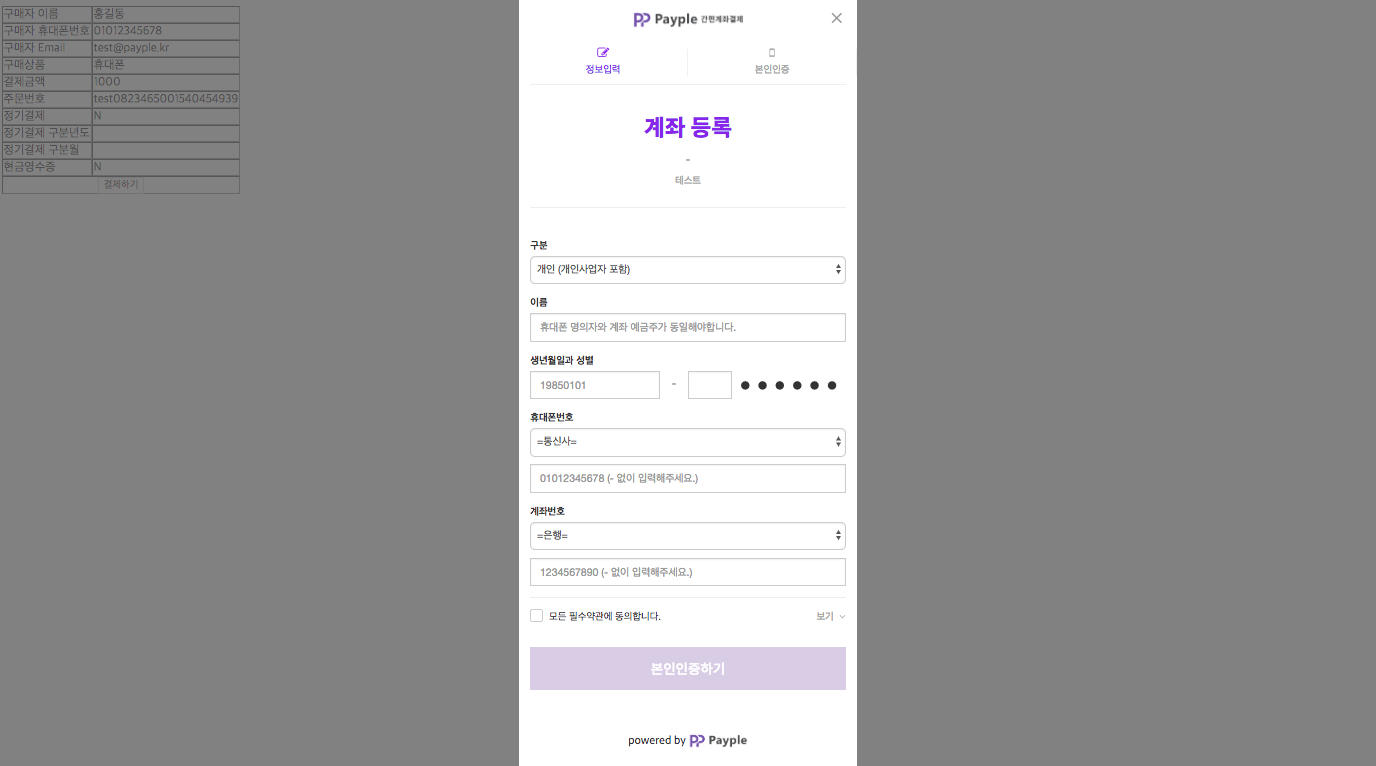 구매자 이름 홍길동
구매자 휴대폰번호 01012345678
구매자 Email test@payple.kr
구매상품 휴대폰
결제금액 1000
주문번호 test0823465001540454939
정기결제 N
정기결제 구분년도
정기결제 구분월
현금영수증 N
결제하기
Payple 간편계좌결제
정보입력 본인인증
계좌 등록
-
테스트
구분
개인 (개인사업자 포함)
이름
휴대폰 명의자와 계좌 예금주가 동일해야합니다.
생년월일과 성별
19850101 - ●●●●●●
휴대폰번호
=통신사=
01012345678 (- 없이 입력해주세요.)
계좌번호
=은행=
1234567890 (- 없이 입력해주세요.)
모든 필수약관에 동의합니다. 보기
본인인증하기
powered by Payple